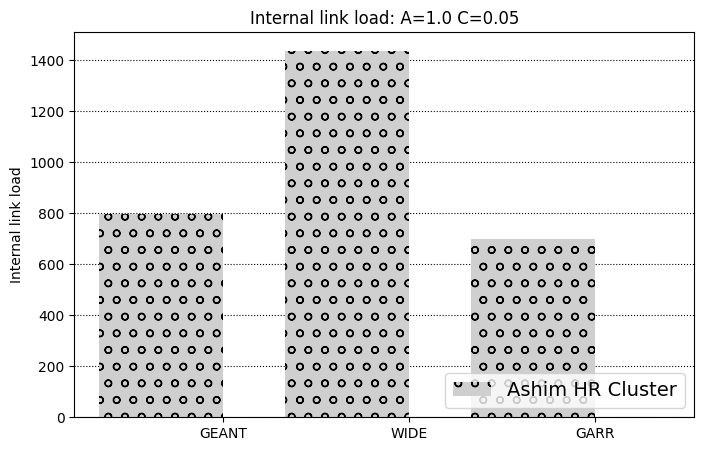 Internal link load: A=1.0 C=0.05
Internal link load
1400
1200
1000
800
600
400
200
0
Ashim HR Cluster
GEANT WIDE GARR